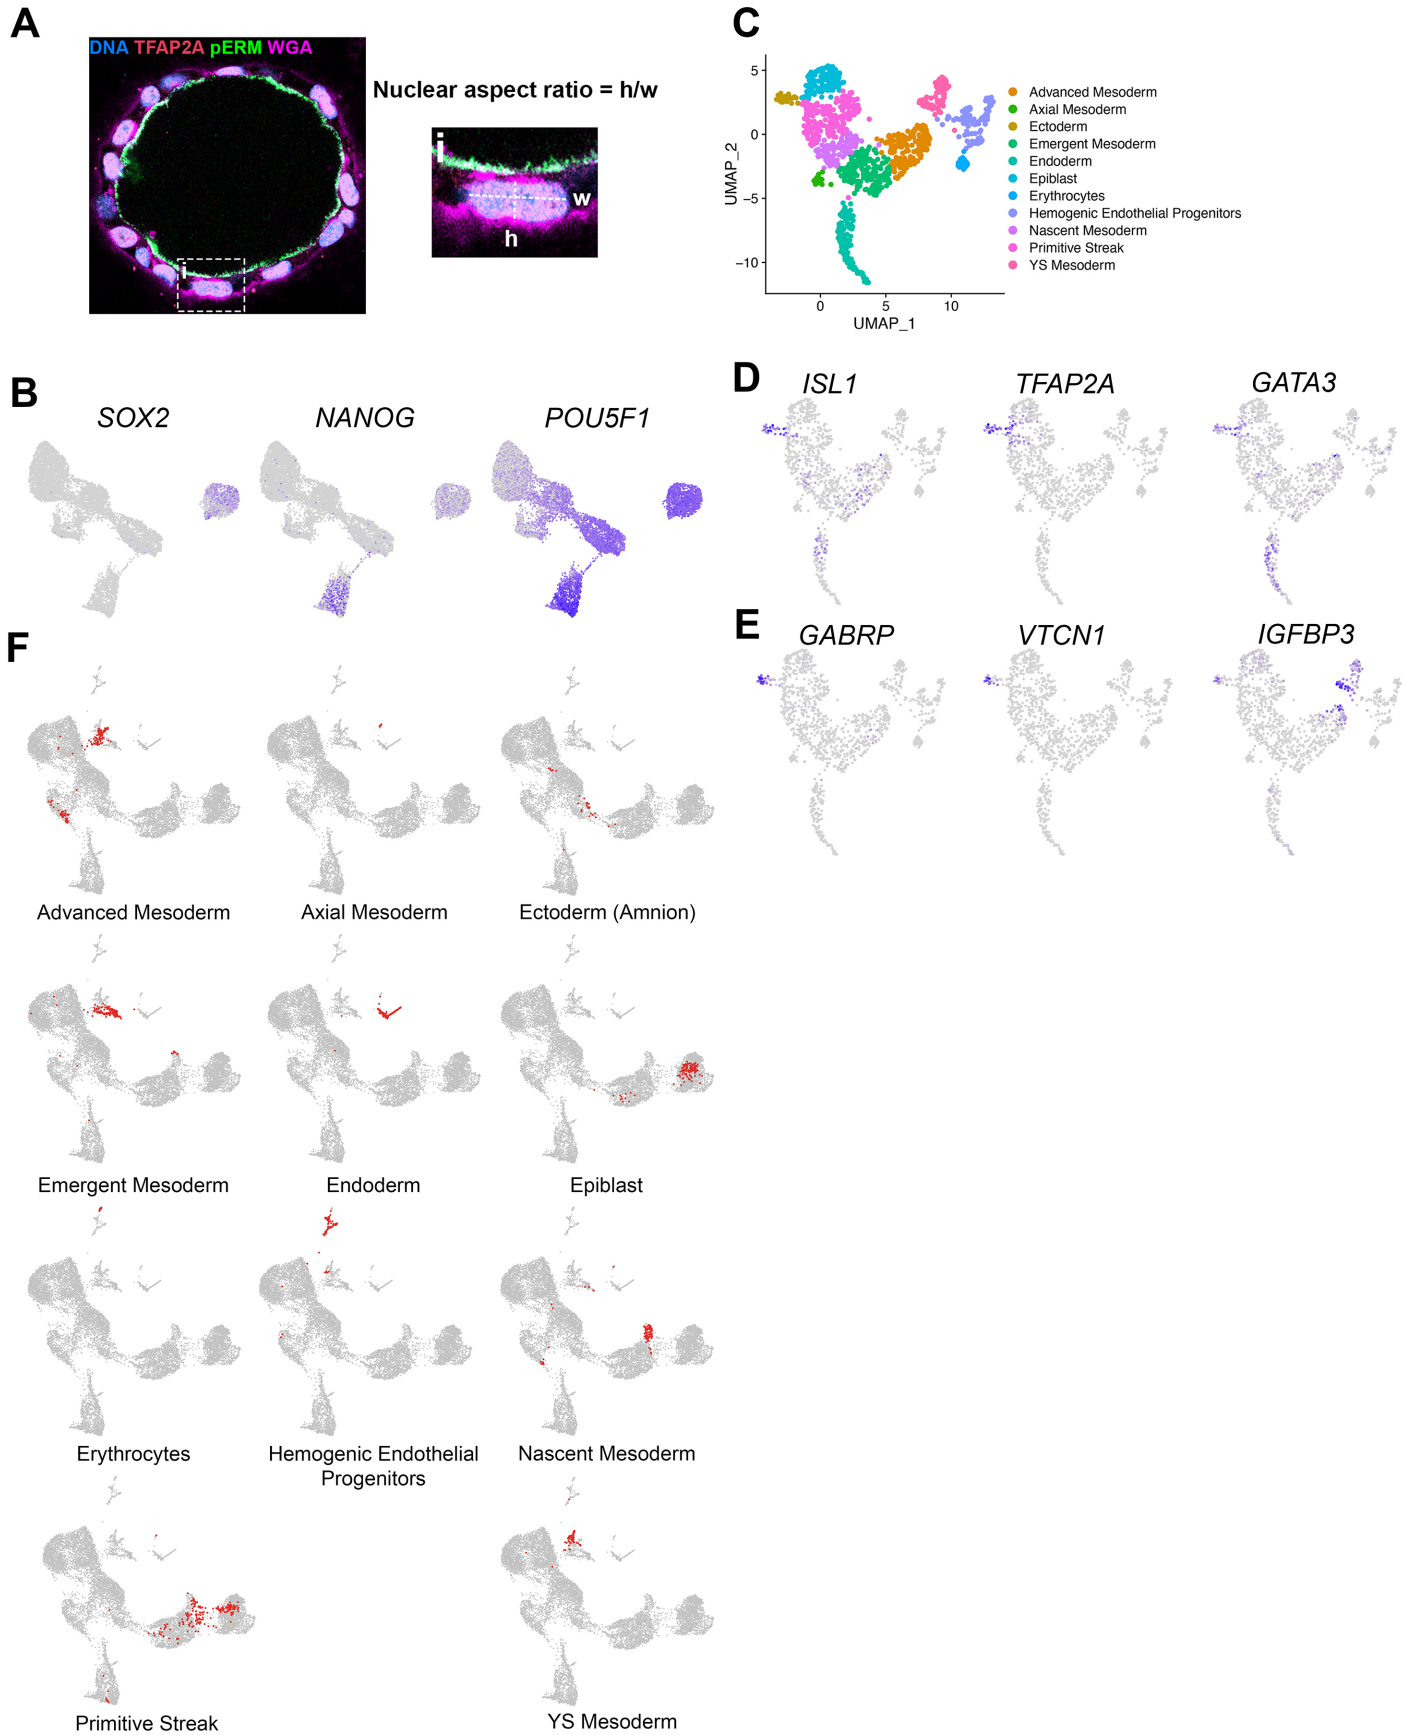 A
DNA TFAP2A pERM WGA
i
Nuclear aspect ratio = h/w
i
w
h
B
SOX2 NANOG POU5F1
C
5
0
−5
−10
UMAP_2
0 5 10
UMAP_1
Advanced Mesoderm
Axial Mesoderm
Ectoderm
Emergent Mesoderm
Endoderm
Epiblast
Erythrocytes
Hemogenic Endothelial Progenitors
Nascent Mesoderm
Primitive Streak
YS Mesoderm
D
ISL1 TFAP2A GATA3
E
GABRP VTCN1 IGFBP3
F
Advanced Mesoderm Axial Mesoderm Ectoderm (Amnion)
Emergent Mesoderm Endoderm Epiblast
Erythrocytes Hemogenic Endothelial Nascent Mesoderm
Progenitors
Primitive Streak YS Mesoderm